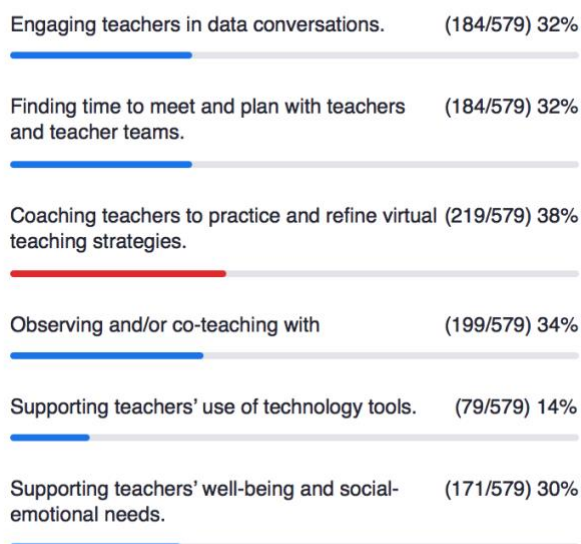 Engaging teachers in data conversations. (184/579) 32%
Finding time to meet and plan with teachers (184/579) 32%
and teacher teams.
Coaching teachers to practice and refine virtual (219/579) 38%
teaching strategies.
Observing and/or co-teaching with (199/579) 34%
Supporting teachers' use of technology tools. (79/579) 14%
Supporting teachers' well-being and social- (171/579) 30%
emotional needs.